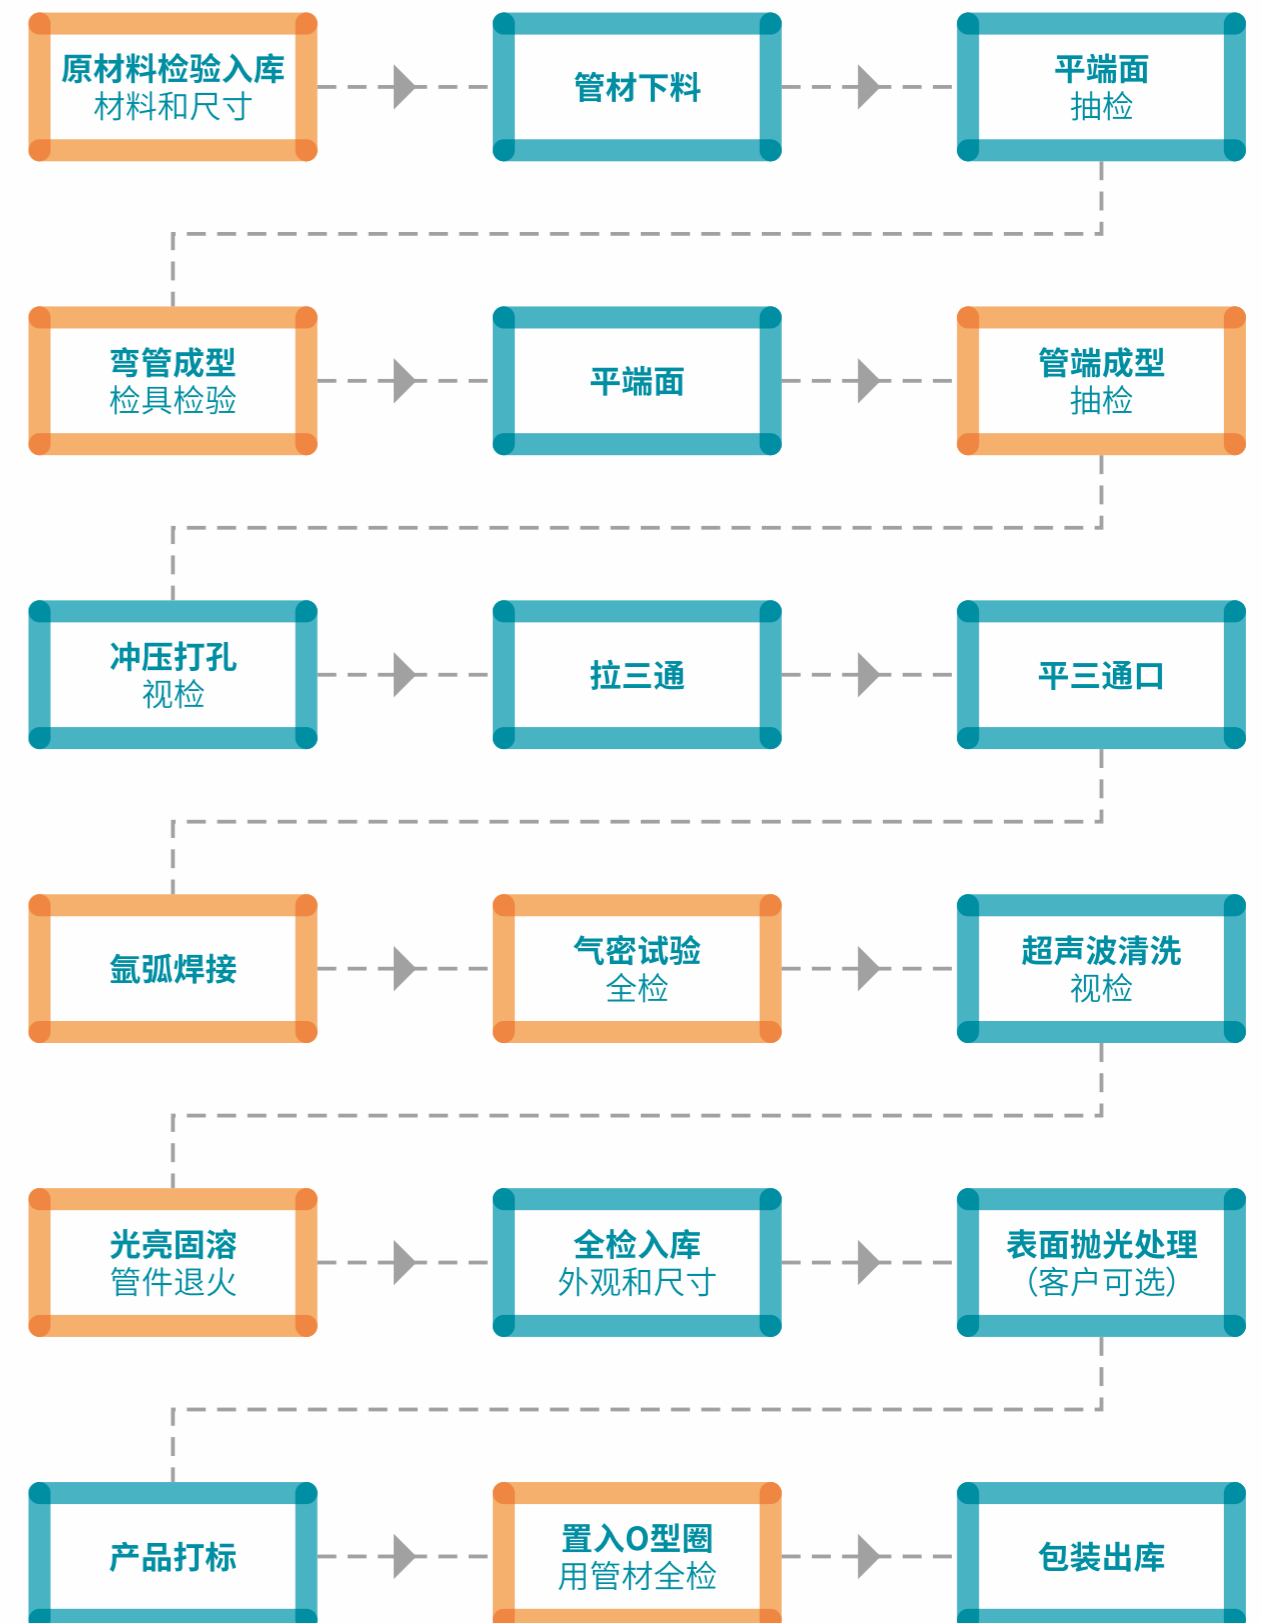 原材料检验入库
材料和尺寸
管材下料
平端面
抽检
弯管成型
检具检验
平端面
管端成型
抽检
冲压打孔
视检
拉三通
平三通口
氩弧焊接
气密试验
全检
超声波清洗
视检
光亮固溶
管件退火
全检入库
外观和尺寸
表面抛光处理
（客户可选）
产品打标
置入O型圈
用管材全检
包装出库